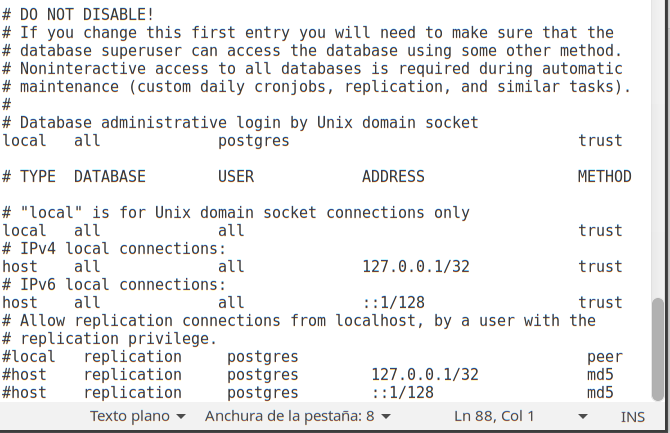 # DO NOT DISABLE!
# If you change this first entry you will need to make sure that the
# database superuser can access the database using some other method.
# Noninteractive access to all databases is required during automatic
# maintenance (custom daily cronjobs, replication, and similar tasks).
#
# Database administrative login by Unix domain socket
local   all             postgres                                trust

# TYPE  DATABASE        USER            ADDRESS                 METHOD

# "local" is for Unix domain socket connections only
local   all             all                                     trust
# IPv4 local connections:
host    all             all             127.0.0.1/32            trust
# IPv6 local connections:
host    all             all             ::1/128                 trust
# Allow replication connections from localhost, by a user with the
# replication privilege.
#local   replication     postgres                                peer
#host    replication     postgres        127.0.0.1/32            md5
#host    replication     postgres        ::1/128                 md5
Texto plano Anchura de la pestaña: 8 Ln 88, Col 1 INS